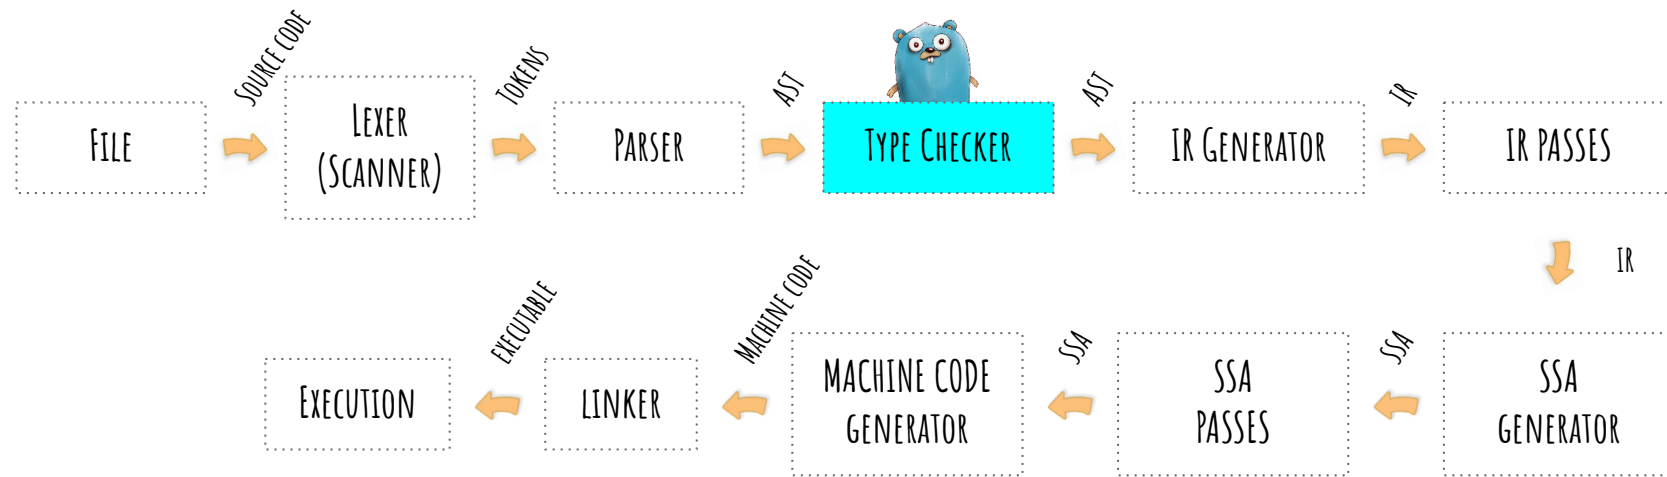 Source code
Tokens
AST
AST
IR
File
Lexer
(Scanner)
Parser
Type Checker
IR Generator
IR PASSES
IR
executable
Machine code
SSA
SSA
Execution
LINKER
MACHINE CODE
GENERATOR
SSA
PASSES
SSA
GENERATOR